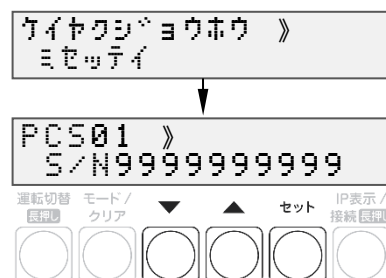 ケイヤクジョウホウ 》
ミセッテイ
PCS01 》
S/N9999999999
運転切替 モード/ ▼ ▲ セット IP表示/
長押し クリア 接続 長押し